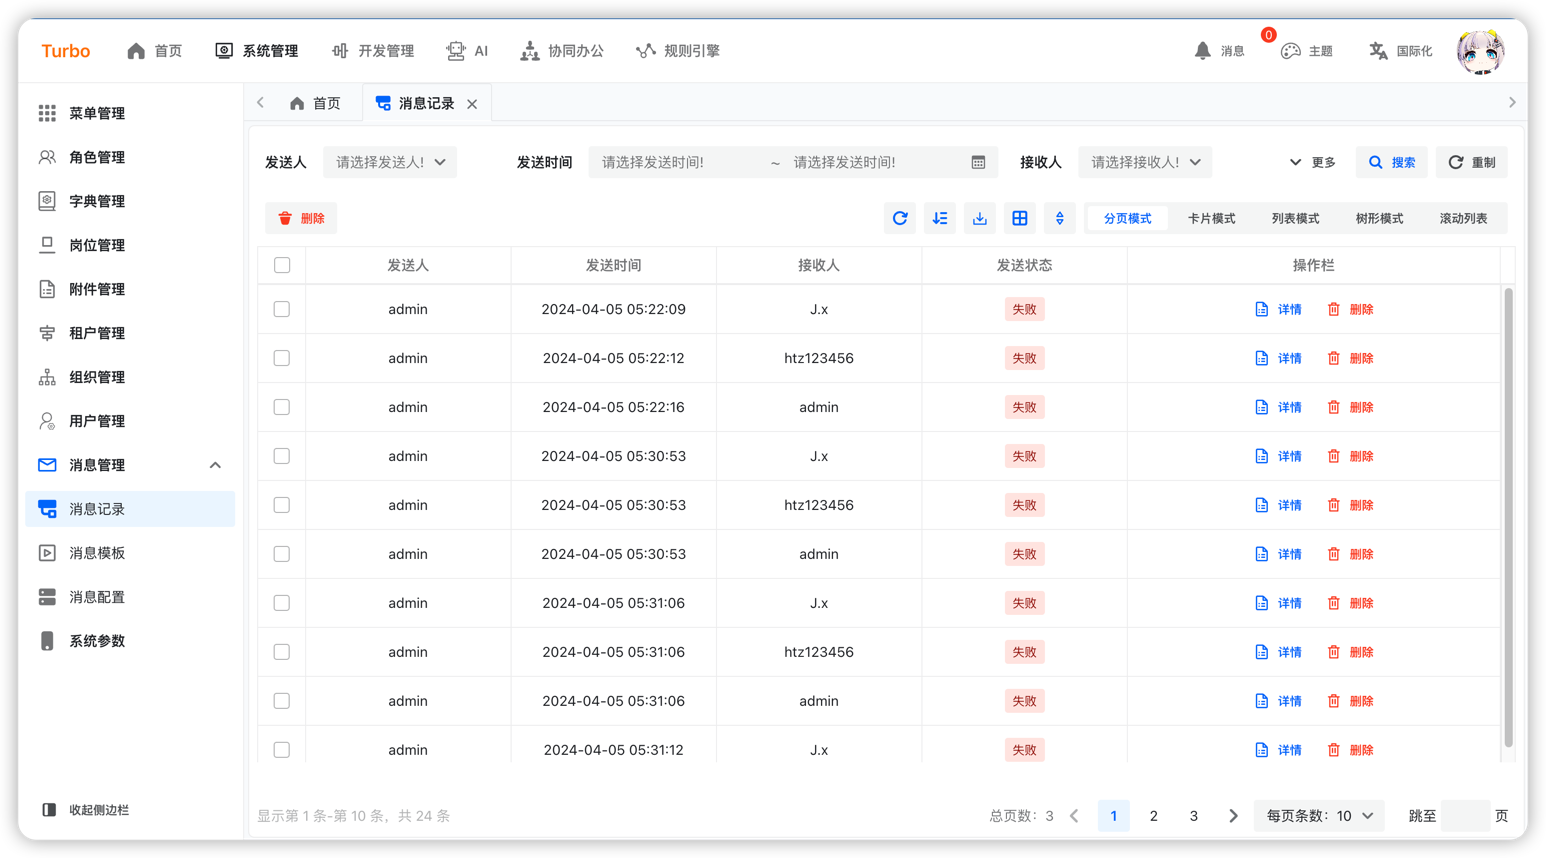 Turbo 首页 系统管理 开发管理 AI 协同办公 规则引擎 消息 0 主题 国际化
菜单管理
角色管理
字典管理
岗位管理
附件管理
租户管理
组织管理
用户管理
消息管理
消息记录
消息模板
消息配置
系统参数
收起侧边栏
首页 消息记录
发送人 请选择发送人! 发送时间 请选择发送时间! ~ 请选择发送时间! 接收人 请选择接收人! 更多 搜索 重制
删除 分页模式 卡片模式 列表模式 树形模式 滚动列表
发送人 发送时间 接收人 发送状态 操作栏
admin 2024-04-05 05:22:09 J.x 失败 详情 删除
admin 2024-04-05 05:22:12 htz123456 失败 详情 删除
admin 2024-04-05 05:22:16 admin 失败 详情 删除
admin 2024-04-05 05:30:53 J.x 失败 详情 删除
admin 2024-04-05 05:30:53 htz123456 失败 详情 删除
admin 2024-04-05 05:30:53 admin 失败 详情 删除
admin 2024-04-05 05:31:06 J.x 失败 详情 删除
admin 2024-04-05 05:31:06 htz123456 失败 详情 删除
admin 2024-04-05 05:31:06 admin 失败 详情 删除
admin 2024-04-05 05:31:12 J.x 失败 详情 删除
显示第 1 条-第 10 条，共 24 条 总页数：3 1 2 3 每页条数：10 跳至 页